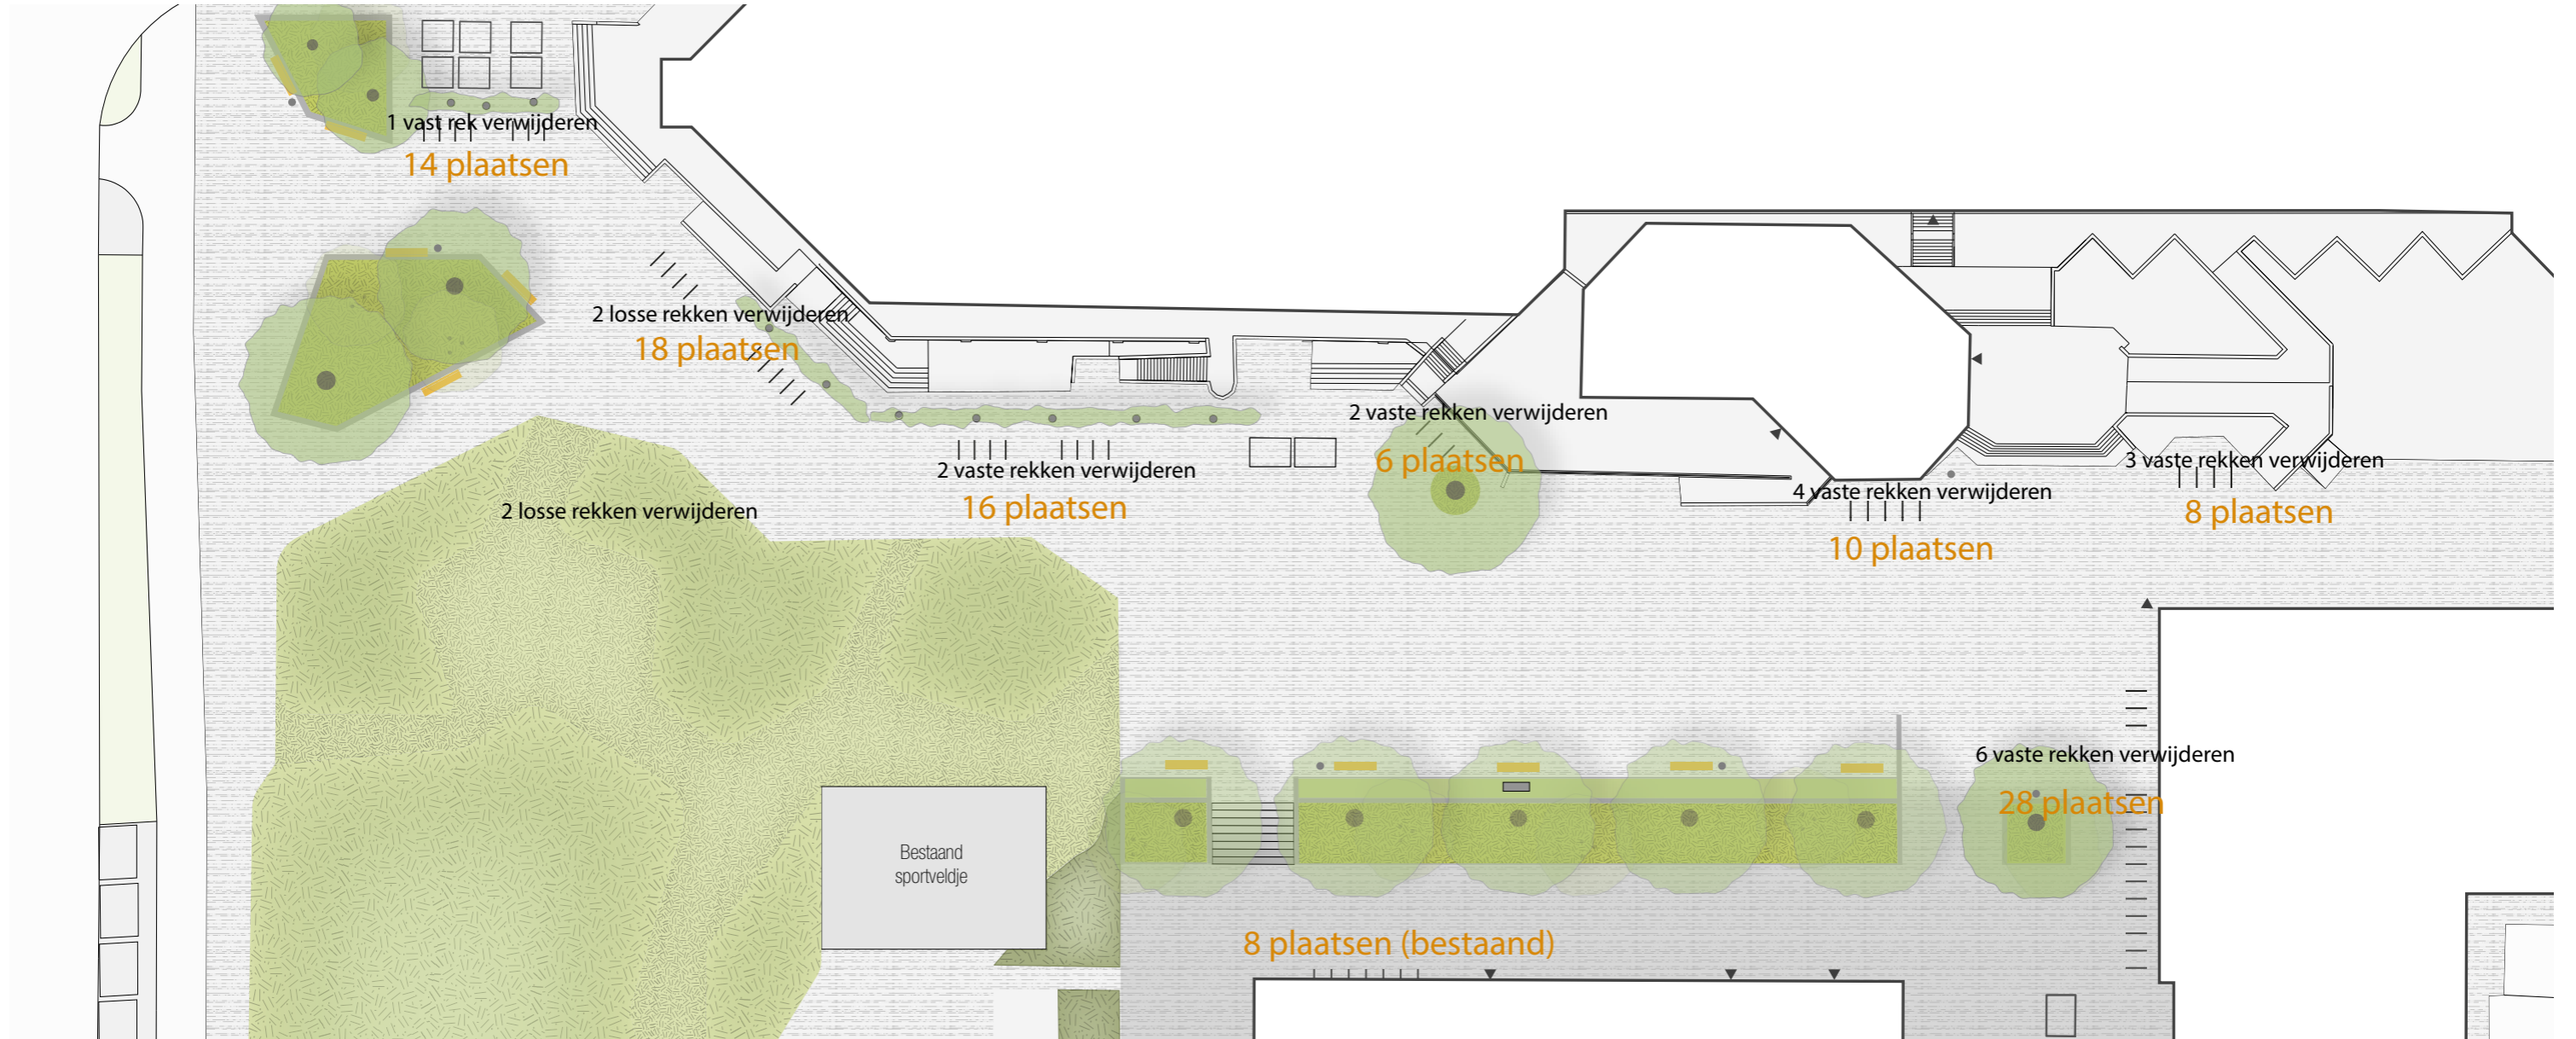 1 vast rek verwijderen
14 plaatsen
2 losse rekken verwijderen
18 plaatsen
2 vaste rekken verwijderen
6 plaatsen
2 vaste rekken verwijderen
16 plaatsen
3 vaste rekken verwijderen
8 plaatsen
4 vaste rekken verwijderen
10 plaatsen
2 losse rekken verwijderen
6 vaste rekken verwijderen
28 plaatsen
Bestaand
sportveldje
8 plaatsen (bestaand)